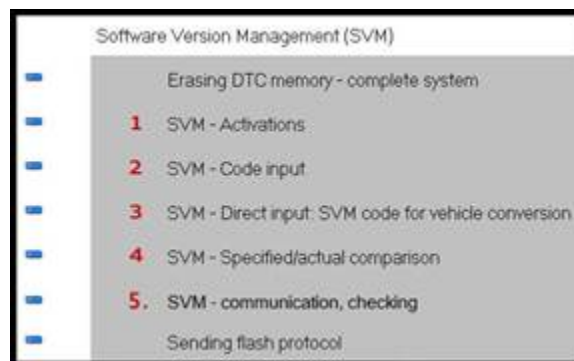 Software Version Management (SVM)
Erasing DTC memory - complete system
1 SVM - Activations
2 SVM - Code input
3 SVM - Direct input: SVM code for vehicle conversion
4 SVM - Specified/actual comparison
5. SVM - communication, checking
Sending flash protocol